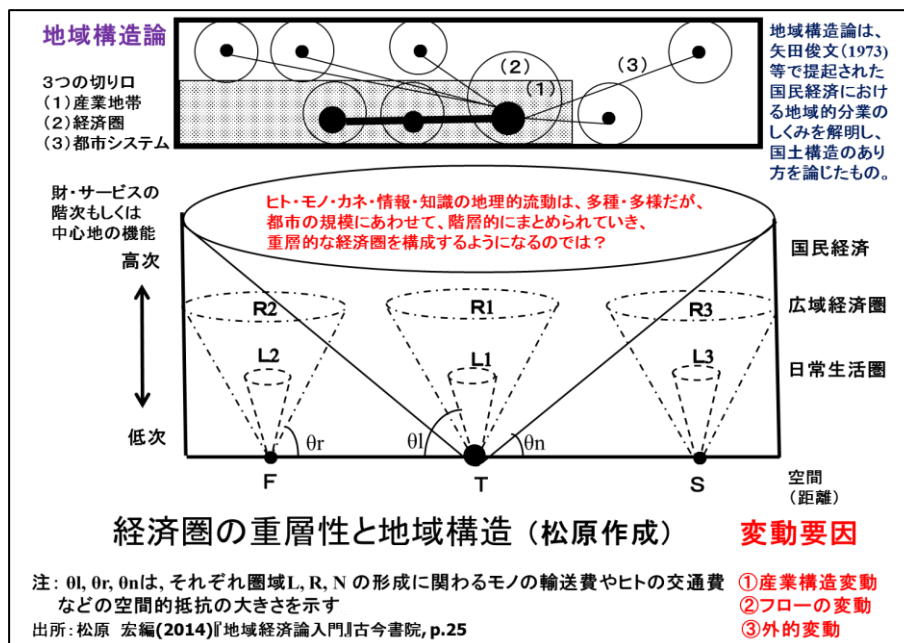 地域構造論
3つの切り口
(1)産業地帯
(2)経済圏
(3)都市システム
(2)
(1)
(3)
地域構造論は、
矢田俊文(1973)
等で提起された
国民経済における
地域的分業の
しくみを解明し、
国土構造のあり
方を論じたもの。
財・サービスの
階次もしくは
中心地の機能
高次
低次
ヒト・モノ・カネ・情報・知識の地理的流動は、多種・多様だが、
都市の規模にあわせて、階層的にまとめられていき、
重層的な経済圏を構成するようになるのでは？
国民経済
R2
R1
R3
広域経済圏
L2
L1
L3
日常生活圏
θr
θl
θn
F
T
S
空間
(距離)
経済圏の重層性と地域構造(松原作成)
変動要因
注: θl, θr, θnは、それぞれ圏域L, R, N の形成に関わるモノの輸送費やヒトの交通費
などの空間的抵抗の大きさを示す
出所:松原 宏編(2014)『地域経済論入門』古今書院, p.25
①産業構造変動
②フローの変動
③外的変動